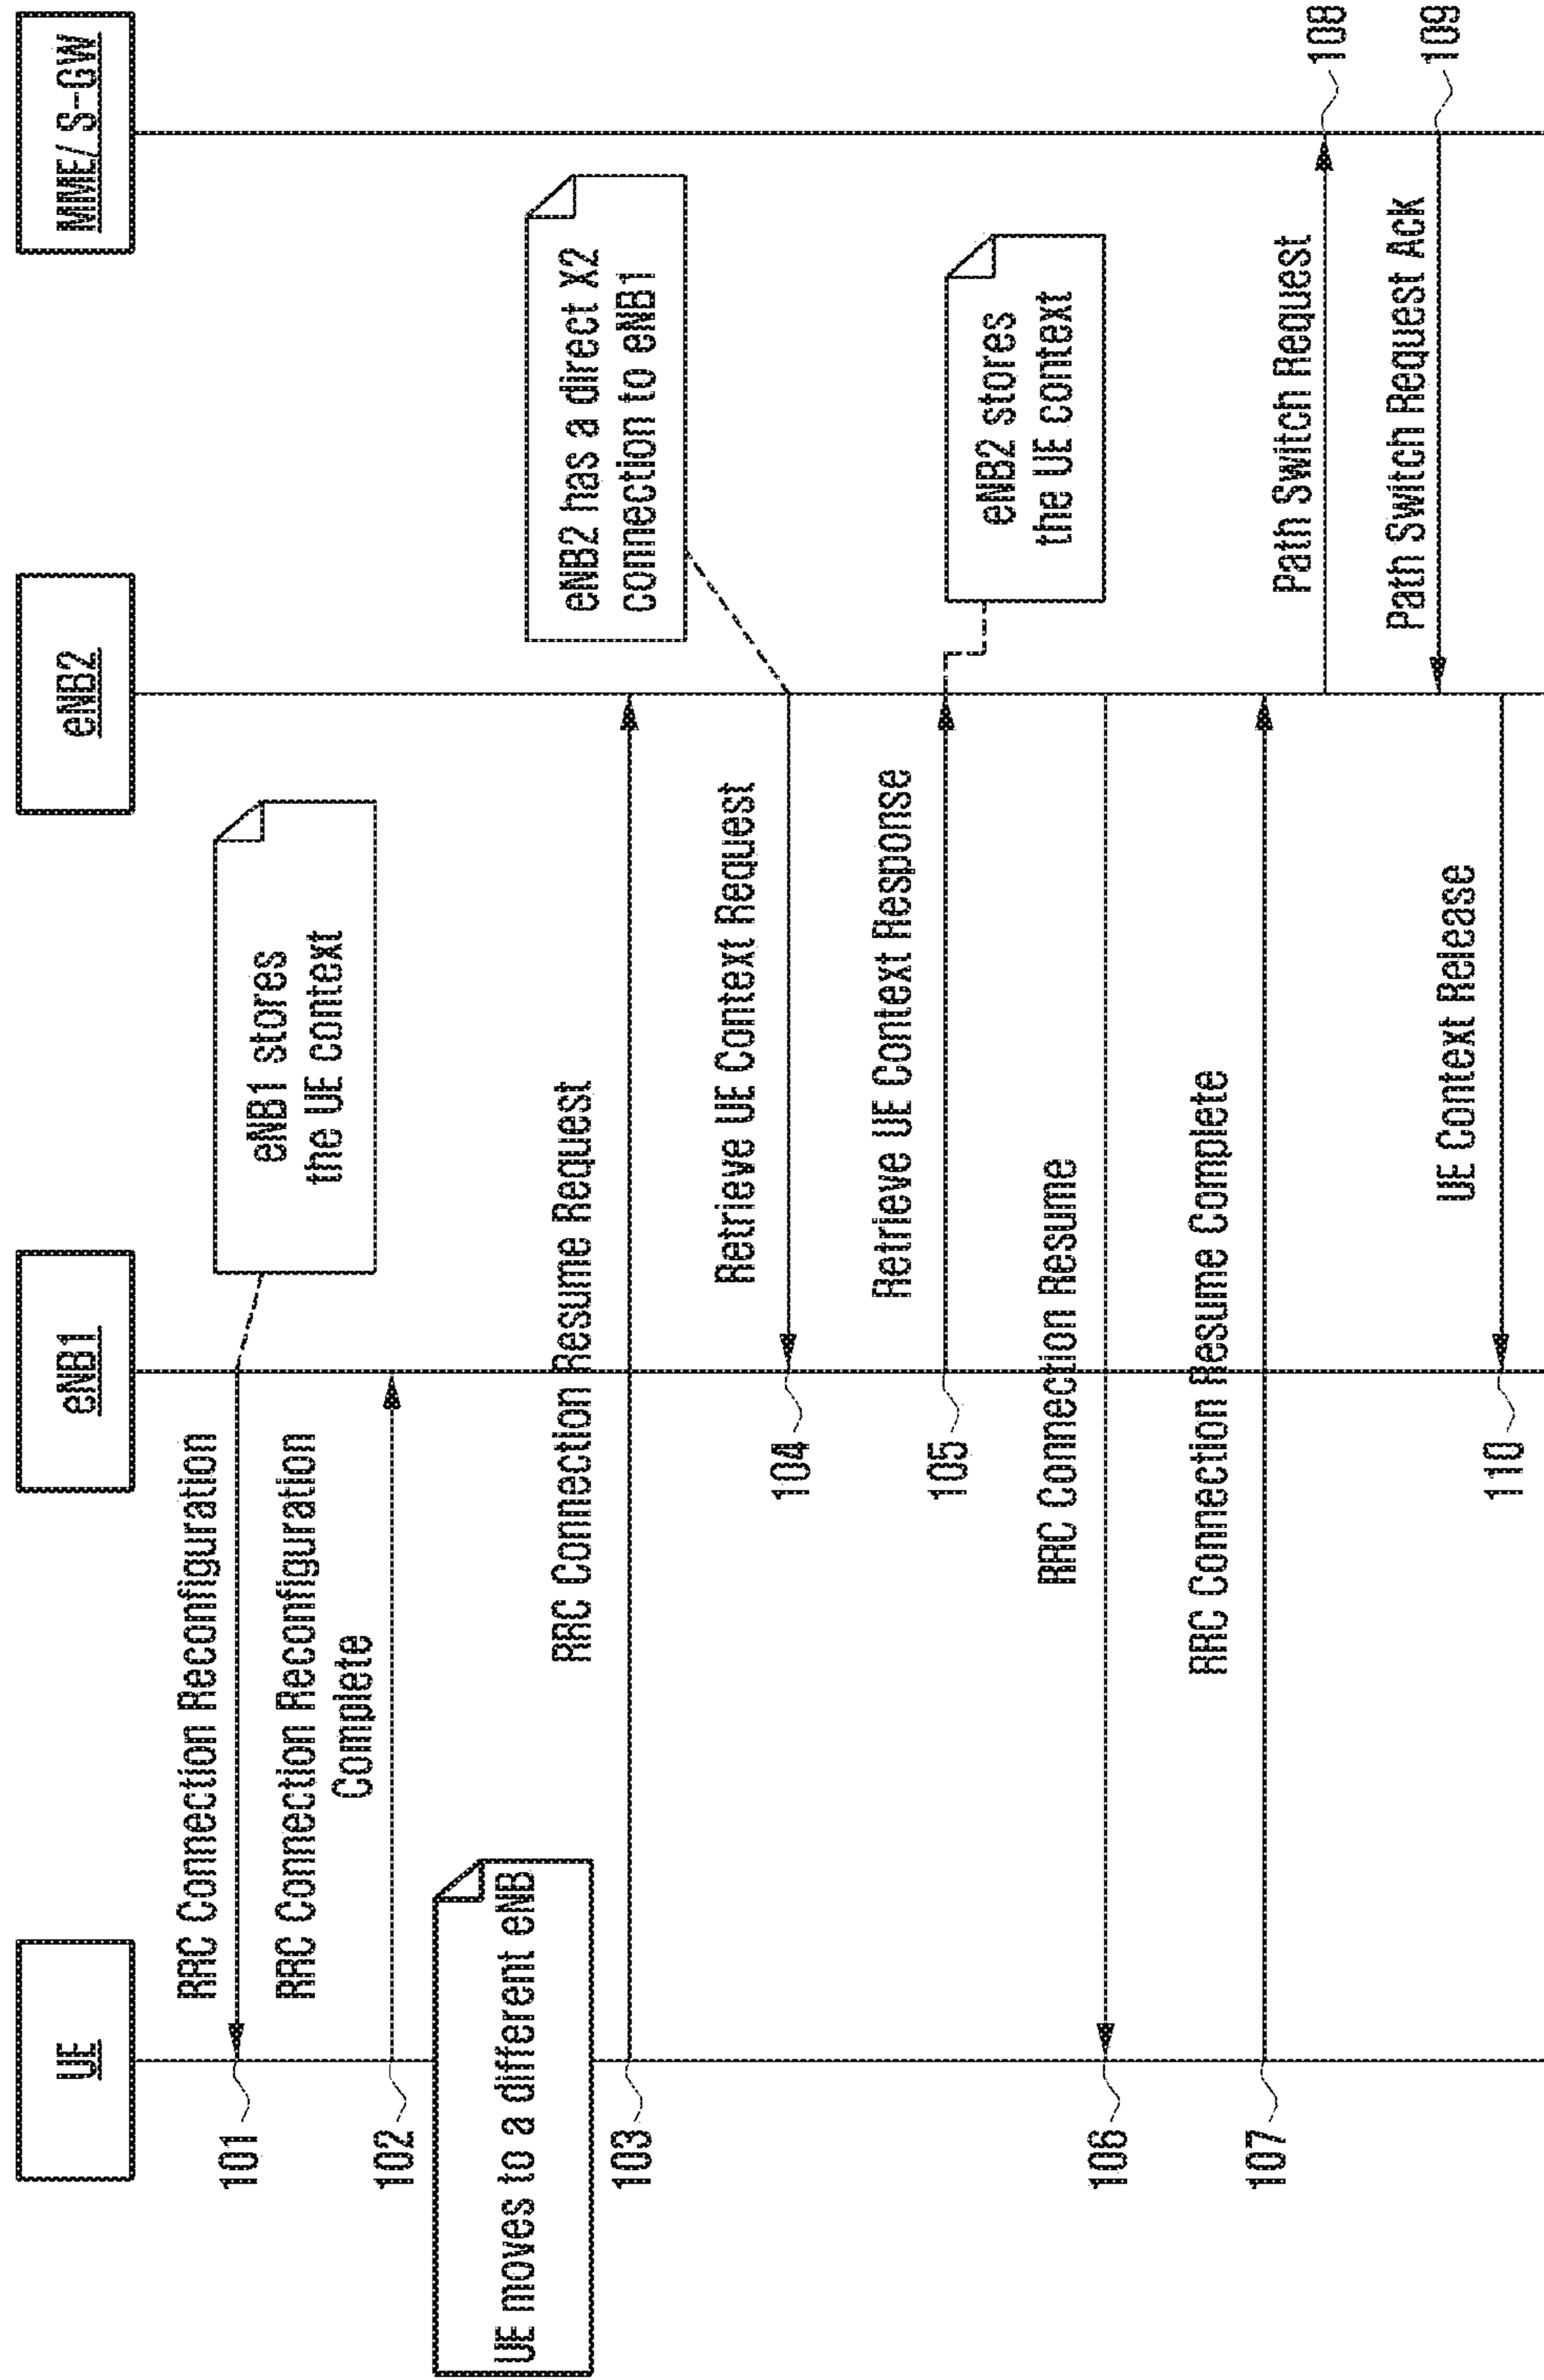 UE
eNB1
eNB2
MME/ S-GW
RRC Connection Reconfiguration
101
eNB1 stores
the UE context
RRC Connection Reconfiguration
Complete
102
UE moves to a different eNB
RRC Connection Resume Request
103
eNB2 has a direct X2
connection to eNB1
Retrieve UE Context Request
104
Retrieve UE Context Response
105
eNB2 stores
the UE context
RRC Connection Resume
106
RRC Connection Resume Complete
107
Path Switch Request
108
Path Switch Request Ack
109
UE Context Release
110